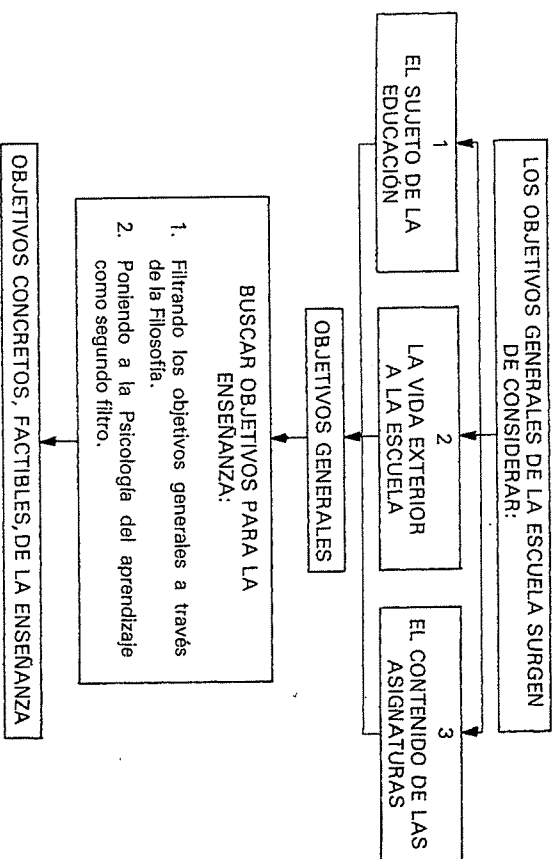 LOS OBJETIVOS GENERALES DE LA ESCUELA SURGEN
DE CONSIDERAR:
1
EL SUJETO DE LA
EDUCACIÓN
2
LA VIDA EXTERIOR
A LA ESCUELA
3
EL CONTENIDO DE LAS
ASIGNATURAS
OBJETIVOS GENERALES
BUSCAR OBJETIVOS PARA LA
ENSEÑANZA:
1. Filtrando los objetivos generales a través
de la Filosofía.
2. Poniendo a la Psicología del aprendizaje
como segundo filtro.
OBJETIVOS CONCRETOS, FACTIBLES, DE LA ENSEÑANZA